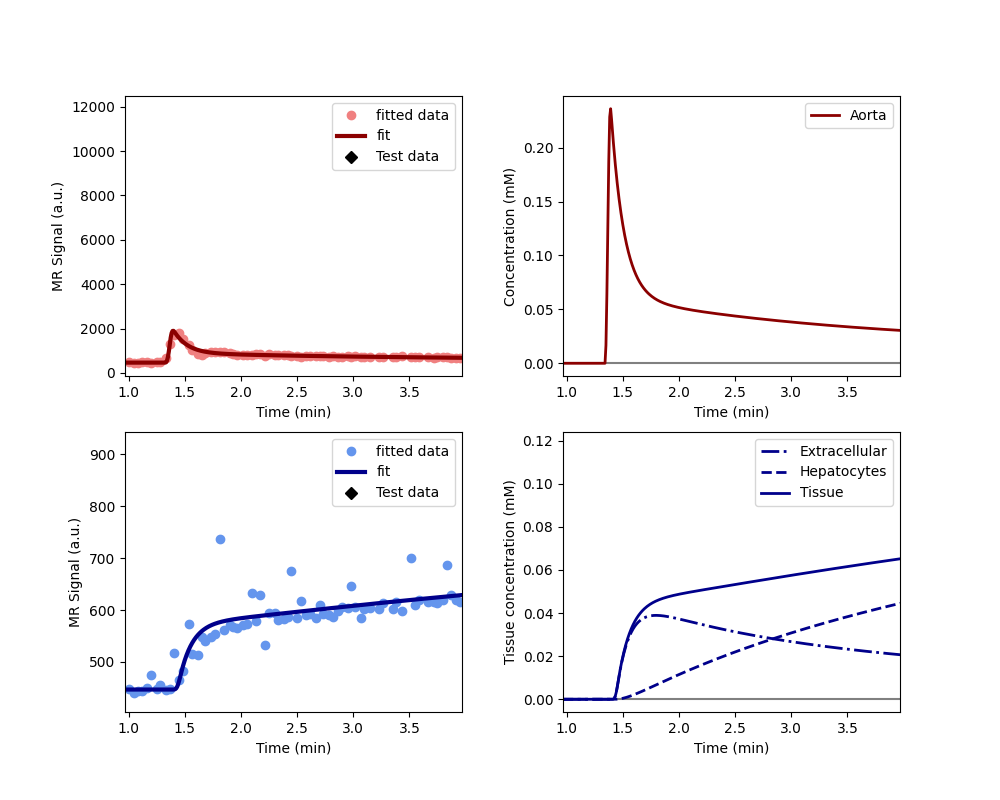 MR Signal (a.u.)
12000
10000
8000
6000
4000
2000
0
fitted data
fit
Test data
1.0 1.5 2.0 2.5 3.0 3.5
Time (min)
Concentration (mM)
0.20
0.15
0.10
0.05
0.00
Aorta
1.0 1.5 2.0 2.5 3.0 3.5
Time (min)
MR Signal (a.u.)
900
800
700
600
500
fitted data
fit
Test data
1.0 1.5 2.0 2.5 3.0 3.5
Time (min)
Tissue concentration (mM)
0.12
0.10
0.08
0.06
0.04
0.02
0.00
Extracellular
Hepatocytes
Tissue
1.0 1.5 2.0 2.5 3.0 3.5
Time (min)